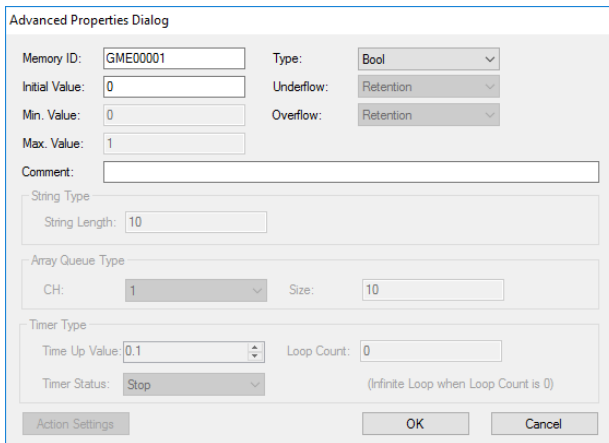 Advanced Properties Dialog
Memory ID: GME00001 Type: Bool
Initial Value: 0 Underflow: Retention
Min. Value: 0 Overflow: Retention
Max. Value: 1
Comment:
String Type
String Length: 10
Array Queue Type
CH: 1 Size: 10
Timer Type
Time Up Value: 0.1 Loop Count: 0
Timer Status: Stop (Infinite Loop when Loop Count is 0)
Action Settings OK Cancel